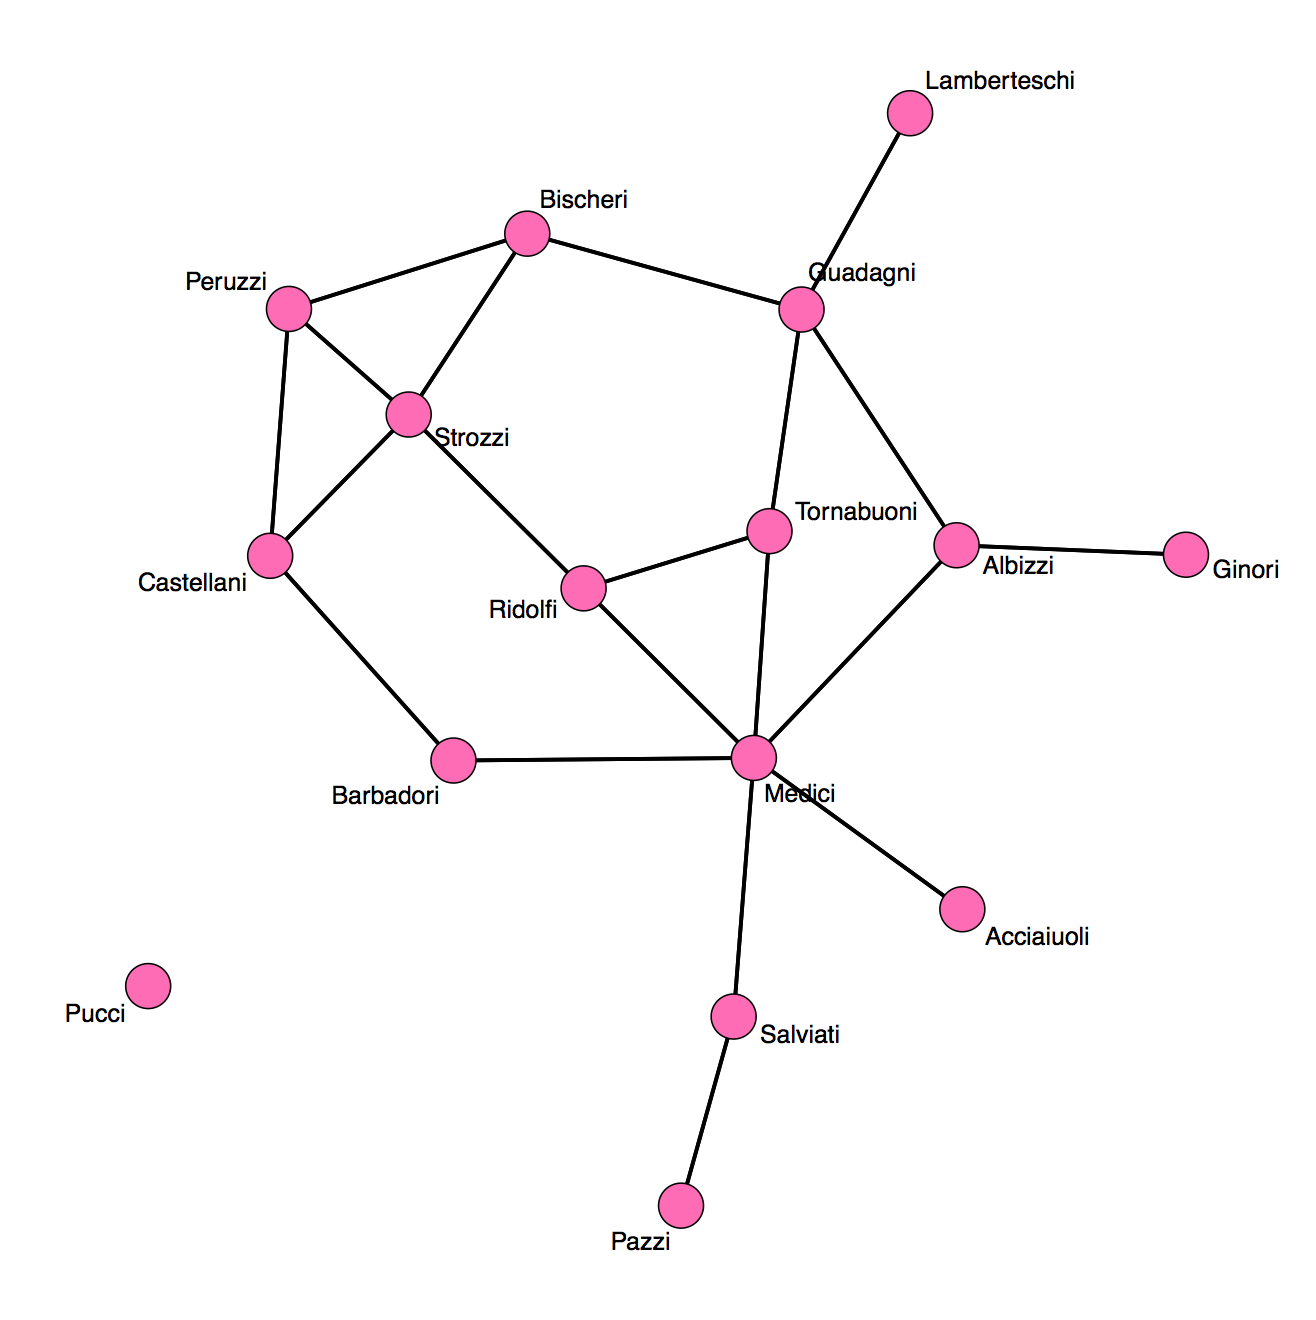 Lamberteschi
Bischeri
Guadagni
Peruzzi
Strozzi
Tornabuoni
Albizzi
Ginori
Castellani
Ridolfi
Barbadori
Medici
Acciaiuoli
Pucci
Salviati
Pazzi